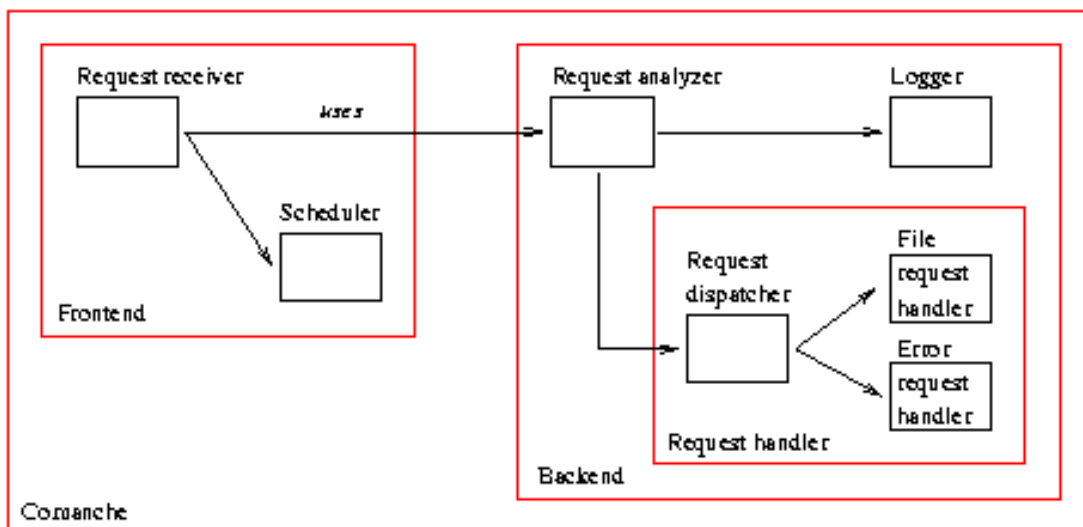 Request receiver
uses
Scheduler
Frontend
Request analyzer
Logger
Request
dispatcher
File
request
handler
Error
request
handler
Request handler
Backend
Comanche